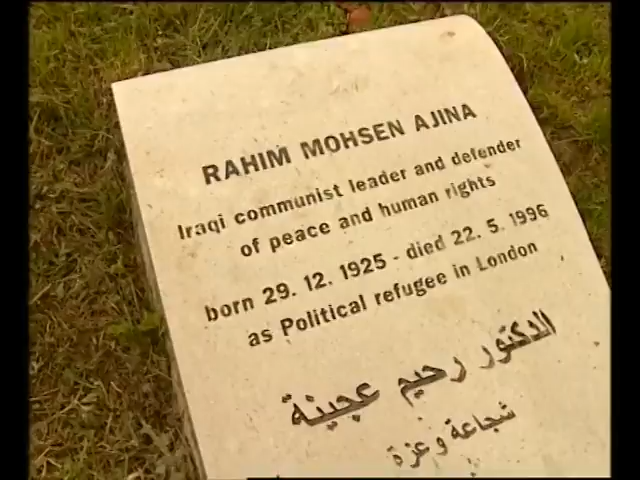 RAHIM MOHSEN AJINA
Iraqi communist leader and defender
of peace and human rights
born 29. 12. 1925 - died 22. 5. 1996
as Political refugee in London
الدكتور رحيم عجينة
شجاعة وعزة